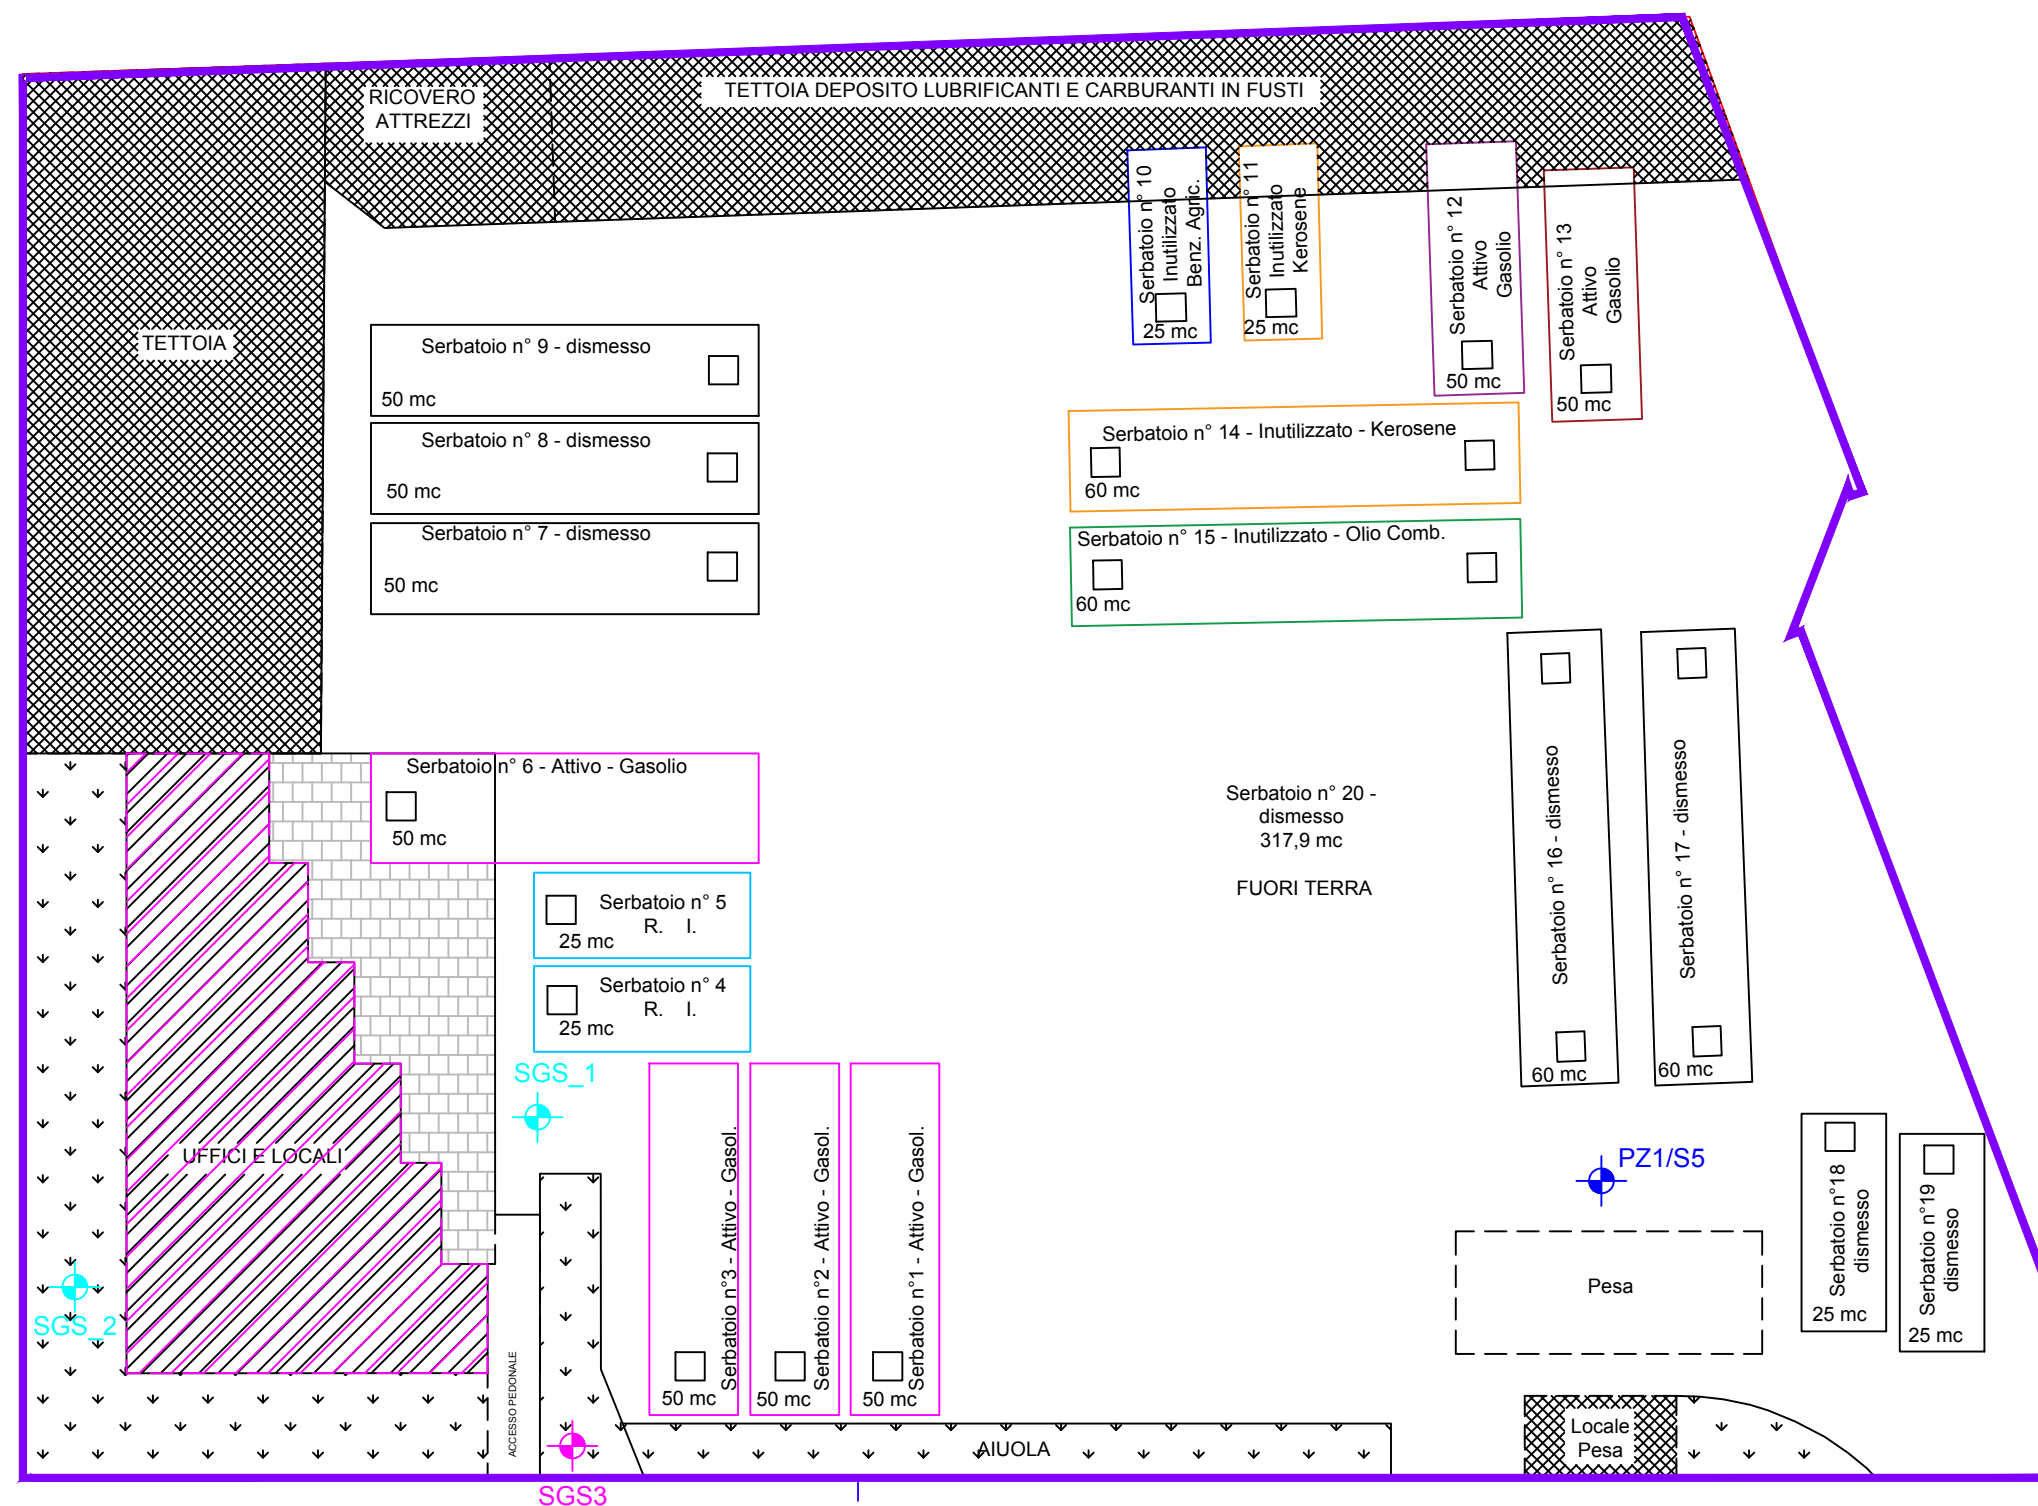 RICOVERO
ATTREZZI
TETTOIA DEPOSITO LUBRIFICANTI E CARBURANTI IN FUSTI
TETTOIA
Serbatoio n° 10
Inutilizzato
Benz. Agric.
25 mc
Serbatoio n° 11
Inutilizzato
Kerosene
25 mc
Serbatoio n° 12
Attivo
Gasolio
50 mc
Serbatoio n° 13
Attivo
Gasolio
50 mc
Serbatoio n° 9 - dismesso
50 mc
Serbatoio n° 8 - dismesso
50 mc
Serbatoio n° 7 - dismesso
50 mc
Serbatoio n° 14 - Inutilizzato - Kerosene
60 mc
Serbatoio n° 15 - Inutilizzato - Olio Comb.
60 mc
Serbatoio n° 6 - Attivo - Gasolio
50 mc
Serbatoio n° 5
R. I.
25 mc
Serbatoio n° 4
R. I.
25 mc
Serbatoio n° 20 -
dismesso
317,9 mc
FUORI TERRA
Serbatoio n° 16 - dismesso
60 mc
Serbatoio n° 17 - dismesso
60 mc
SGS_1
UFFICI E LOCALI
SGS_2
Serbatoio n°3 - Attivo - Gasol.
50 mc
Serbatoio n°2 - Attivo - Gasol.
50 mc
Serbatoio n°1 - Attivo - Gasol.
50 mc
PZ1/S5
Pesa
Serbatoio n°18
dismesso
25 mc
Serbatoio n°19
dismesso
25 mc
ACCESSO PEDONALE
AIUOLA
Locale
Pesa
SGS3